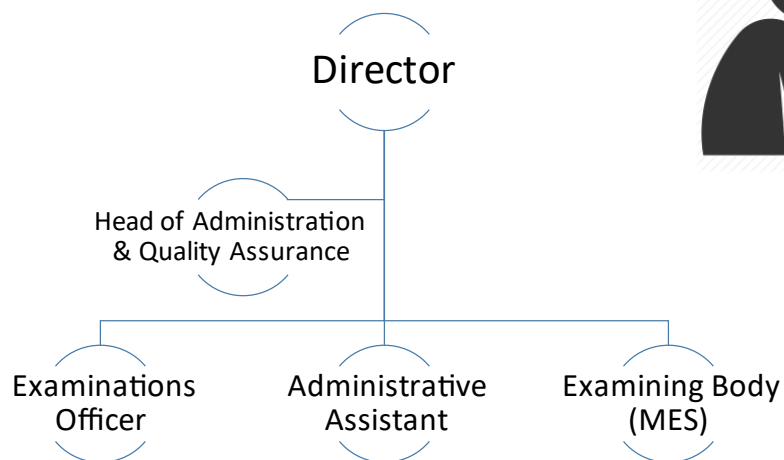 Director
Head of Administration
& Quality Assurance
Examinations
Officer
Administrative
Assistant
Examining Body
(MES)